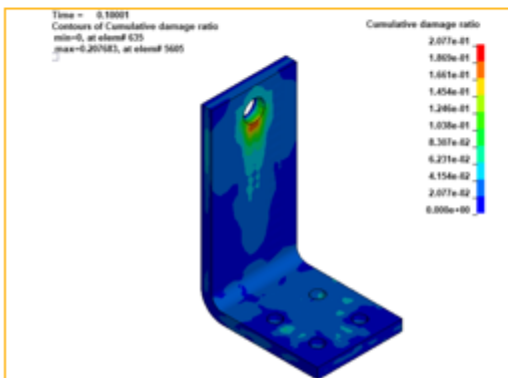 Time = 0.10001
Contours of Cumulative damage ratio
min=0, at elem# 635
max=0.207683, at elem# 5605
Cumulative damage ratio
2.077e-01
1.869e-01
1.661e-01
1.454e-01
1.246e-01
1.038e-01
8.307e-02
6.231e-02
4.154e-02
2.077e-02
0.000e+00